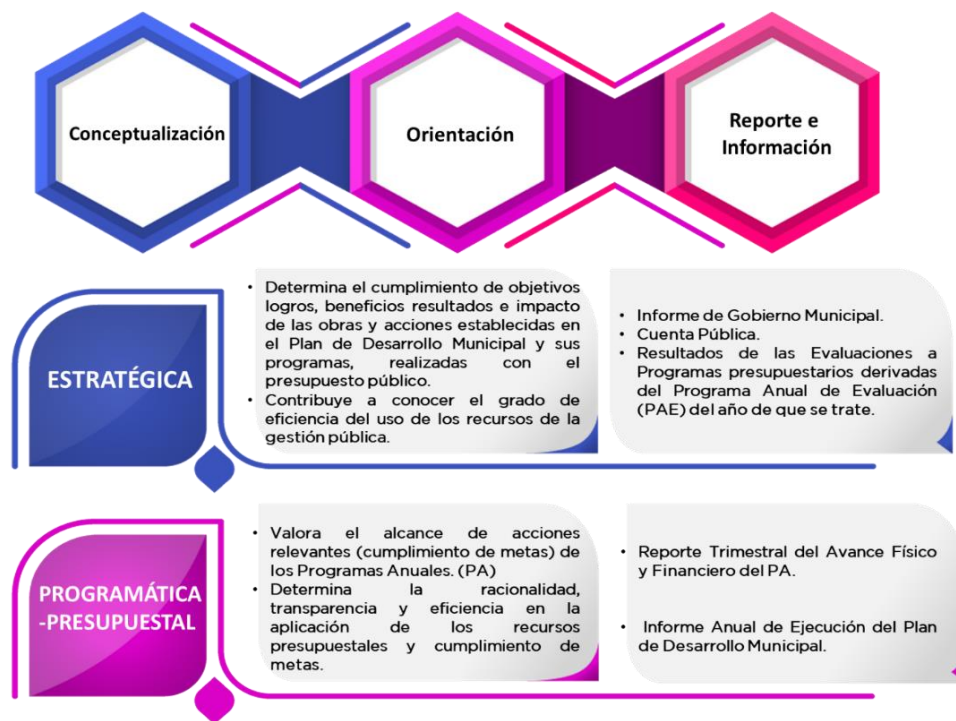 Conceptualización
Orientación
Reporte e
Información
ESTRATÉGICA
• Determina el cumplimiento de objetivos
logros, beneficios resultados e impacto
de las obras y acciones establecidas en
el Plan de Desarrollo Municipal y sus
programas, realizadas con el
presupuesto público.
• Contribuye a conocer el grado de
eficiencia del uso de los recursos de la
gestión pública.
• Informe de Gobierno Municipal.
• Cuenta Pública.
• Resultados de las Evaluaciones a
Programas presupuestarios derivadas
del Programa Anual de Evaluación
(PAE) del año de que se trate.
PROGRAMÁTICA
-PRESUPUESTAL
• Valora el alcance de acciones
relevantes (cumplimiento de metas) de
los Programas Anuales. (PA)
• Determina la racionalidad,
transparencia y eficiencia en la
aplicación de los recursos
presupuestales y cumplimiento de
metas.
• Reporte Trimestral del Avance Físico
y Financiero del PA.
• Informe Anual de Ejecución del Plan
de Desarrollo Municipal.